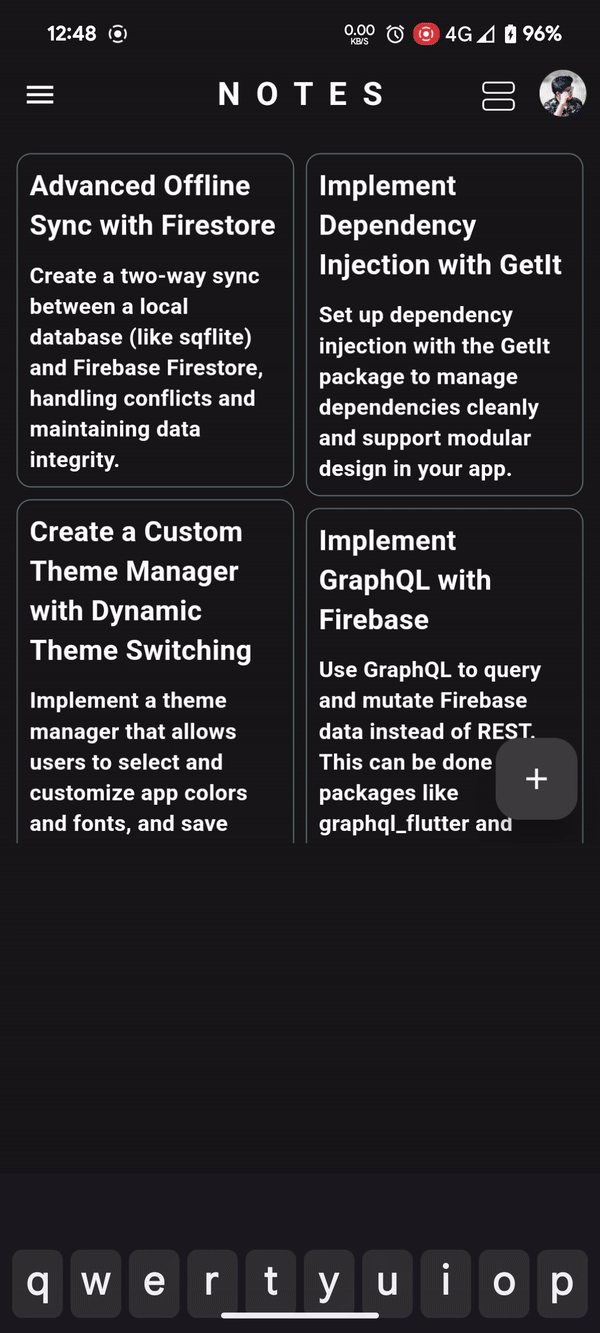 12:48 0.00 KB/S 4G 96%
NOTES
Advanced Offline
Sync with Firestore
Create a two-way sync
between a local
database (like sqflite)
and Firebase Firestore,
handling conflicts and
maintaining data
integrity.
Implement
Dependency
Injection with GetIt
Set up dependency
injection with the GetIt
package to manage
dependencies cleanly
and support modular
design in your app.
Create a Custom
Theme Manager
with Dynamic
Theme Switching
Implement a theme
manager that allows
users to select and
customize app colors
and fonts, and save
Implement
GraphQL with
Firebase
Use GraphQL to query
and mutate Firebase
data instead of REST.
This can be done
packages like
graphql_flutter and
+
q w e r t y u i o p